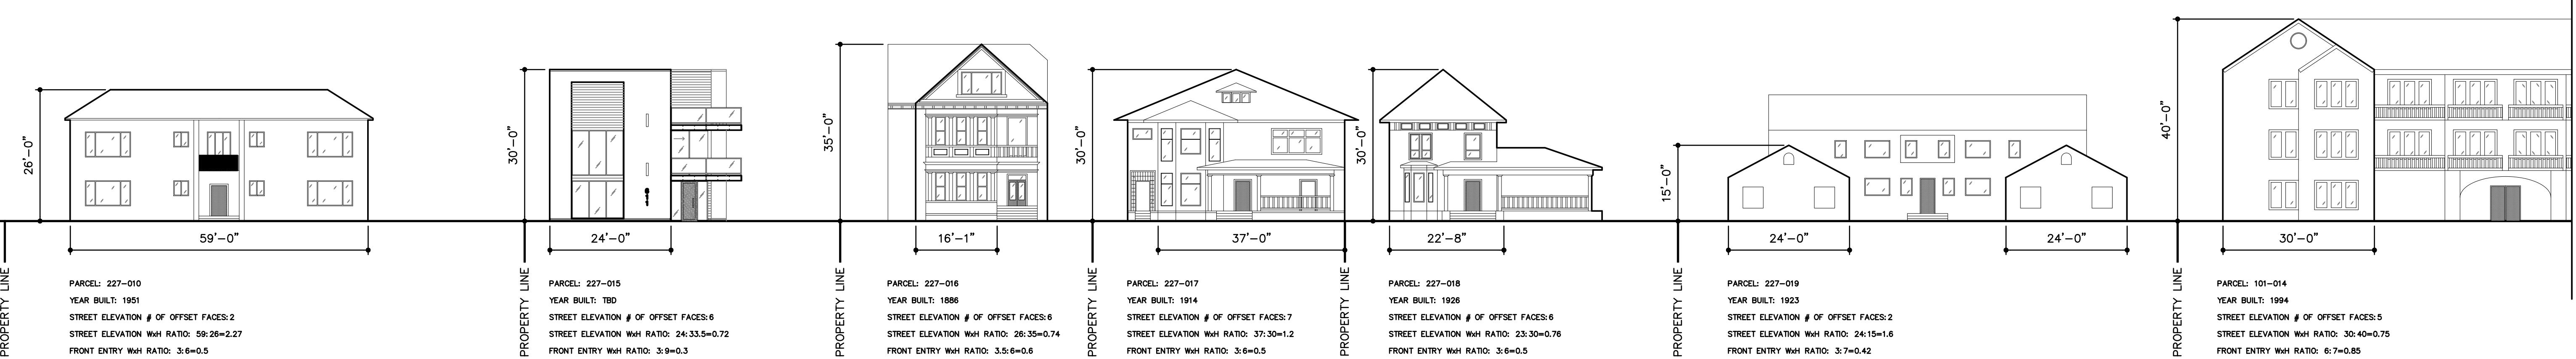 26'-0"
59'-0"
PROPERTY LINE
PARCEL: 227-010
YEAR BUILT: 1951
STREET ELEVATION # OF OFFSET FACES: 2
STREET ELEVATION WxH RATIO: 59:26=2.27
FRONT ENTRY WxH RATIO: 3:6=0.5
30'-0"
24'-0"
PROPERTY LINE
PARCEL: 227-015
YEAR BUILT: TBD
STREET ELEVATION # OF OFFSET FACES: 6
STREET ELEVATION WxH RATIO: 24:33.5=0.72
FRONT ENTRY WxH RATIO: 3:9=0.3
35'-0"
16'-1"
PROPERTY LINE
PARCEL: 227-016
YEAR BUILT: 1886
STREET ELEVATION # OF OFFSET FACES: 6
STREET ELEVATION WxH RATIO: 26:35=0.74
FRONT ENTRY WxH RATIO: 3.5:6=0.6
30'-0"
37'-0"
PROPERTY LINE
PARCEL: 227-017
YEAR BUILT: 1914
STREET ELEVATION # OF OFFSET FACES: 7
STREET ELEVATION WxH RATIO: 37:30=1.2
FRONT ENTRY WxH RATIO: 3:6=0.5
30'-0"
22'-8"
PROPERTY LINE
PARCEL: 227-018
YEAR BUILT: 1926
STREET ELEVATION # OF OFFSET FACES: 6
STREET ELEVATION WxH RATIO: 23:30=0.76
FRONT ENTRY WxH RATIO: 3:6=0.5
15'-0"
24'-0"
24'-0"
PROPERTY LINE
PARCEL: 227-019
YEAR BUILT: 1923
STREET ELEVATION # OF OFFSET FACES: 2
STREET ELEVATION WxH RATIO: 24:15=1.6
FRONT ENTRY WxH RATIO: 3:7=0.42
40'-0"
30'-0"
PROPERTY LINE
PARCEL: 101-014
YEAR BUILT: 1994
STREET ELEVATION # OF OFFSET FACES: 5
STREET ELEVATION WxH RATIO: 30:40=0.75
FRONT ENTRY WxH RATIO: 6:7=0.85